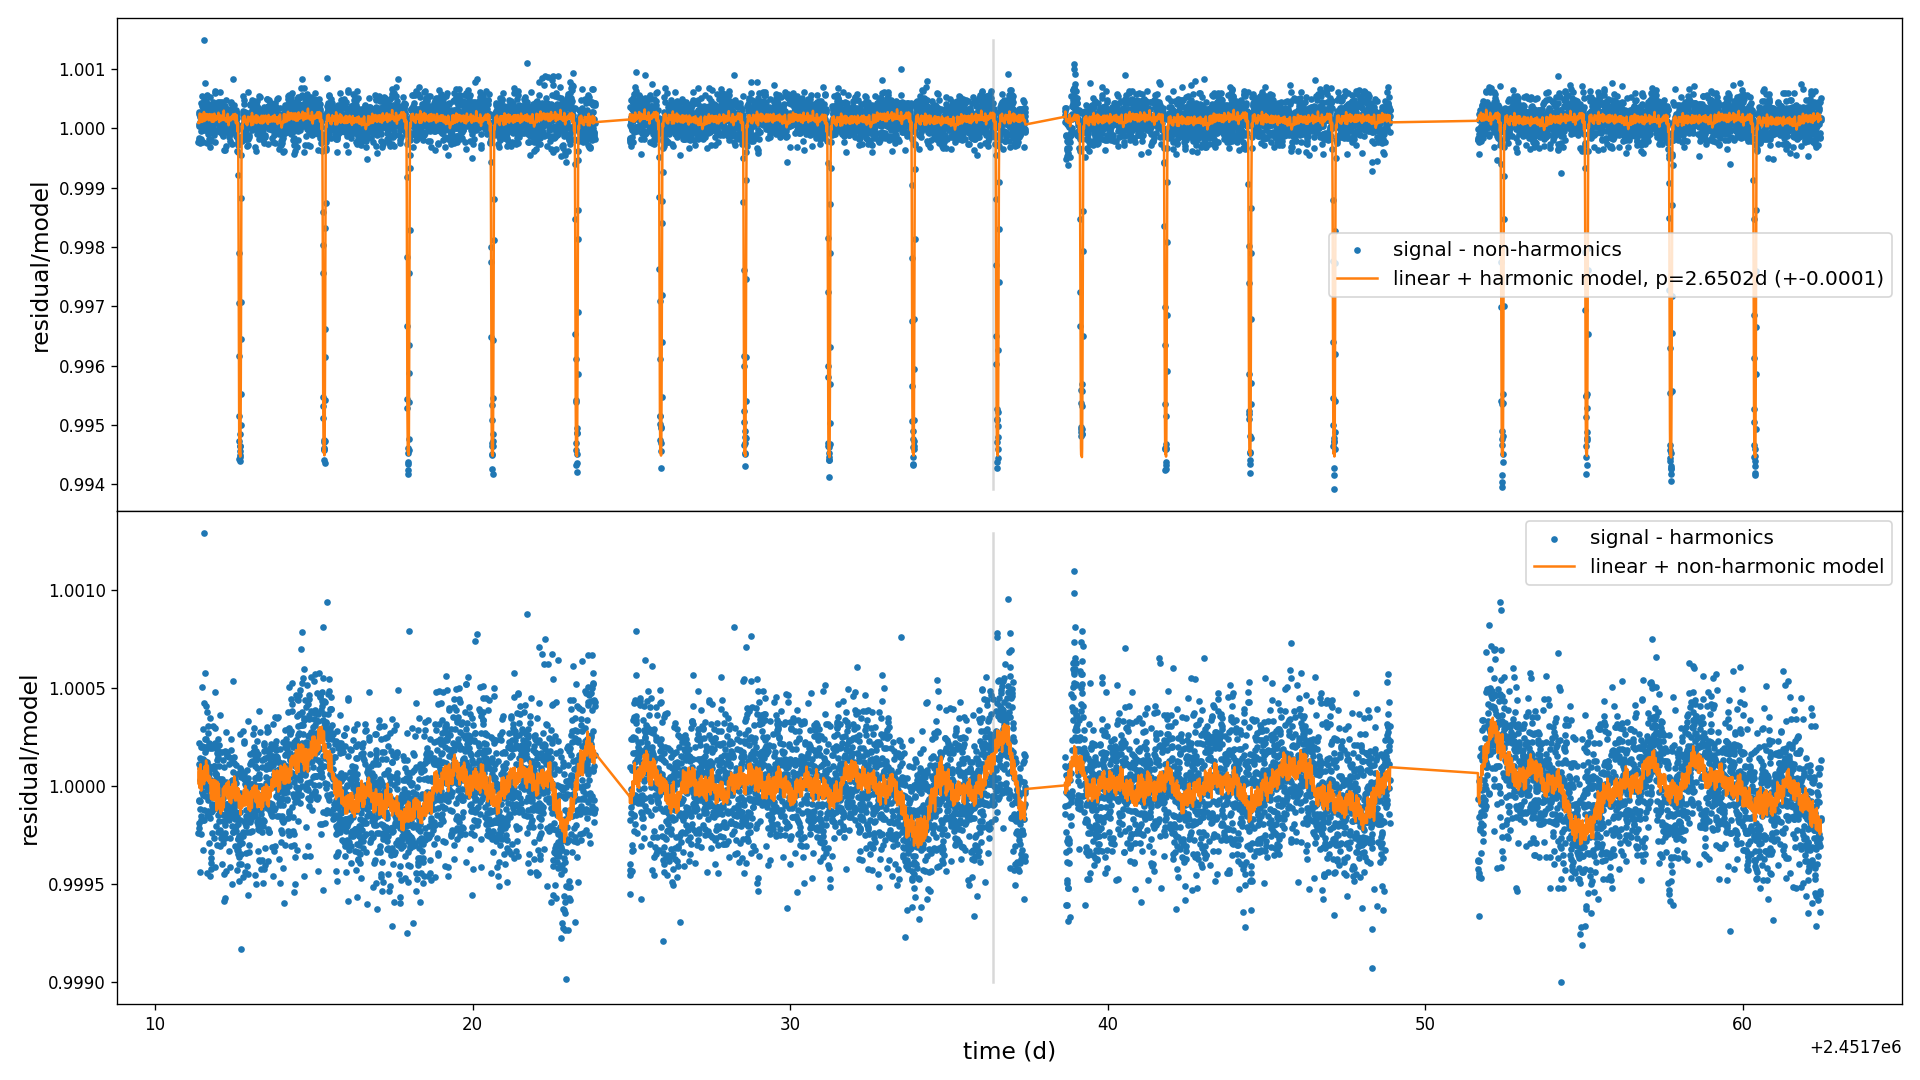 1.001
1.000
0.999
0.998
0.997
0.996
0.995
0.994
residual/model
signal - non-harmonics
linear + harmonic model, p=2.6502d (+-0.0001)
1.0010
1.0005
1.0000
0.9995
0.9990
residual/model
signal - harmonics
linear + non-harmonic model
10
20
30
40
50
60
time (d)
+2.4517e6